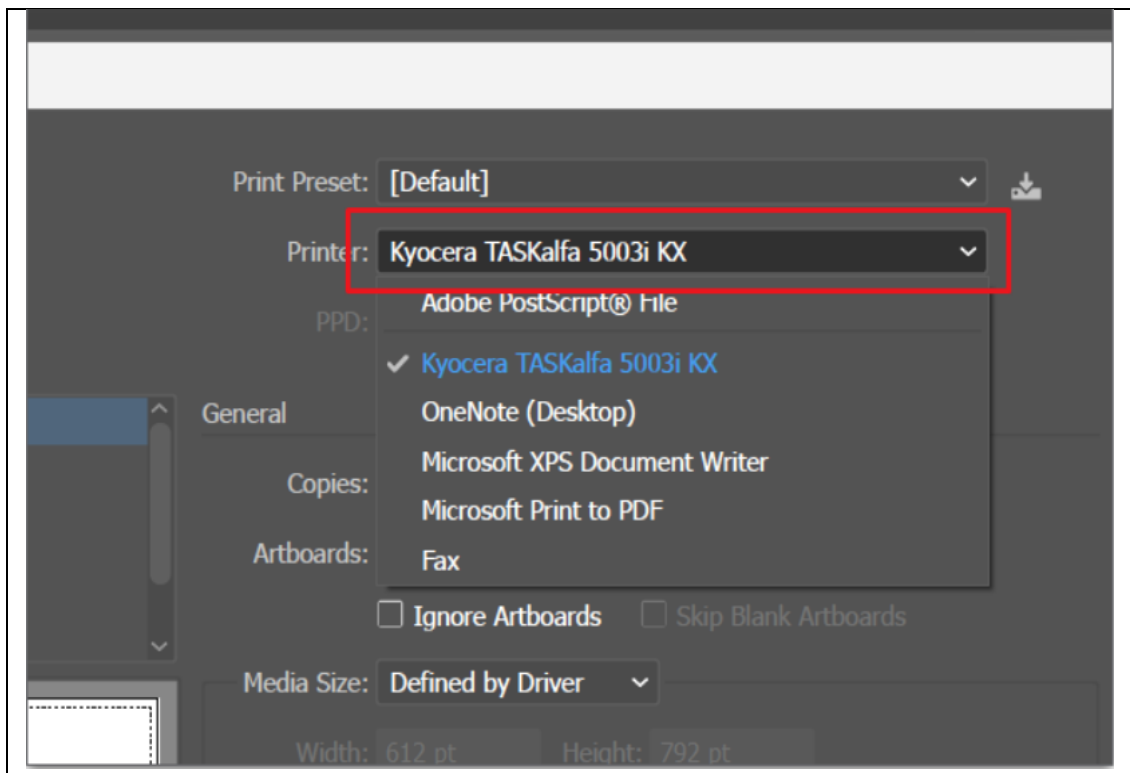 Print Preset: [Default]
Printer: Kyocera TASKalfa 5003i KX
Adobe PostScript® File
PPD:
Kyocera TASKalfa 5003i KX
General
OneNote (Desktop)
Microsoft XPS Document Writer
Copies:
Microsoft Print to PDF
Artboards:
Fax
Ignore Artboards Skip Blank Artboards
Media Size: Defined by Driver
Width: 612 pt Height: 792 pt